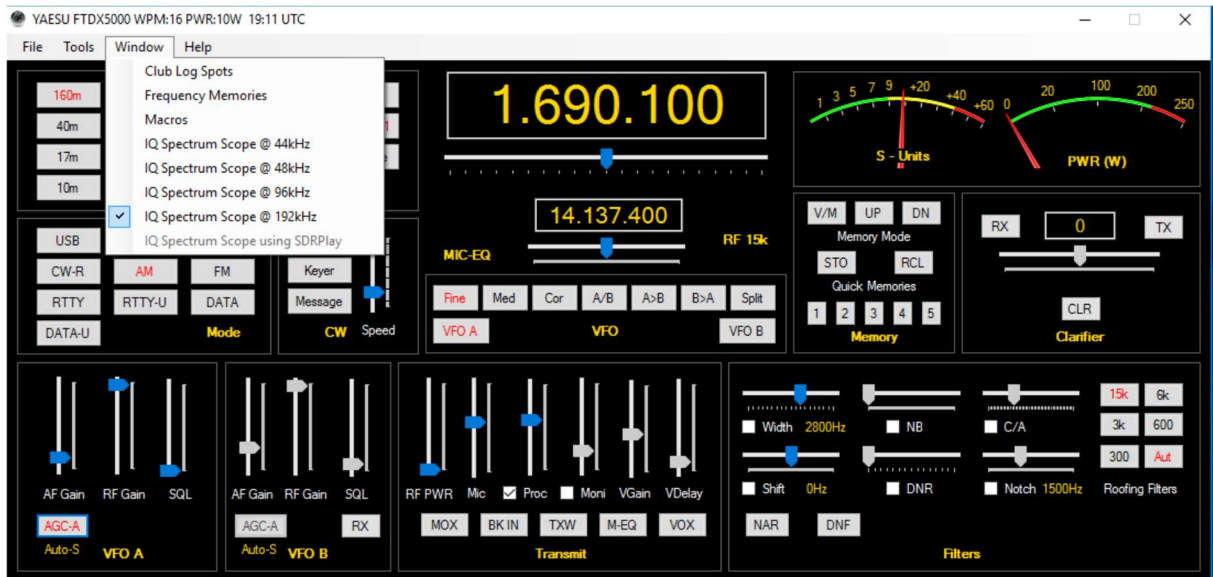 YAESU FTDX5000 WPM:16 PWR:10W 19:11 UTC
File Tools Window Help
Club Log Spots
Frequency Memories
Macros
IQ Spectrum Scope @ 44kHz
IQ Spectrum Scope @ 48kHz
IQ Spectrum Scope @ 96kHz
IQ Spectrum Scope @ 192kHz
IQ Spectrum Scope using SDRPlay
160m
40m
17m
10m
1.690.100
14.137.400
MIC-EQ
RF 15k
1 3 5 7 9 +20 +40 +60
S - Units
0 20 100 200 250
PWR (W)
USB
CW-R AM FM
RTTY RTTY-U DATA
DATA-U Mode
Keyer
Message
CW Speed
Fine Med Cor A/B A>B B>A Split
VFO A VFO VFO B
V/M UP DN
Memory Mode
STO RCL
Quick Memories
1 2 3 4 5
Memory
RX 0 TX
CLR
Clarifier
AF Gain RF Gain SQL
AGC-A
Auto-S VFO A
AF Gain RF Gain SQL
AGC-A RX
Auto-S VFO B
RF PWR Mic Proc Moni VGain VDelay
MOX BK IN TXW M-EQ VOX
Transmit
Width 2800Hz NB C/A
Shift 0Hz DNR Notch 1500Hz
15k 6k
3k 600
300 Aut
Roofing Filters
NAR DNF
Filters